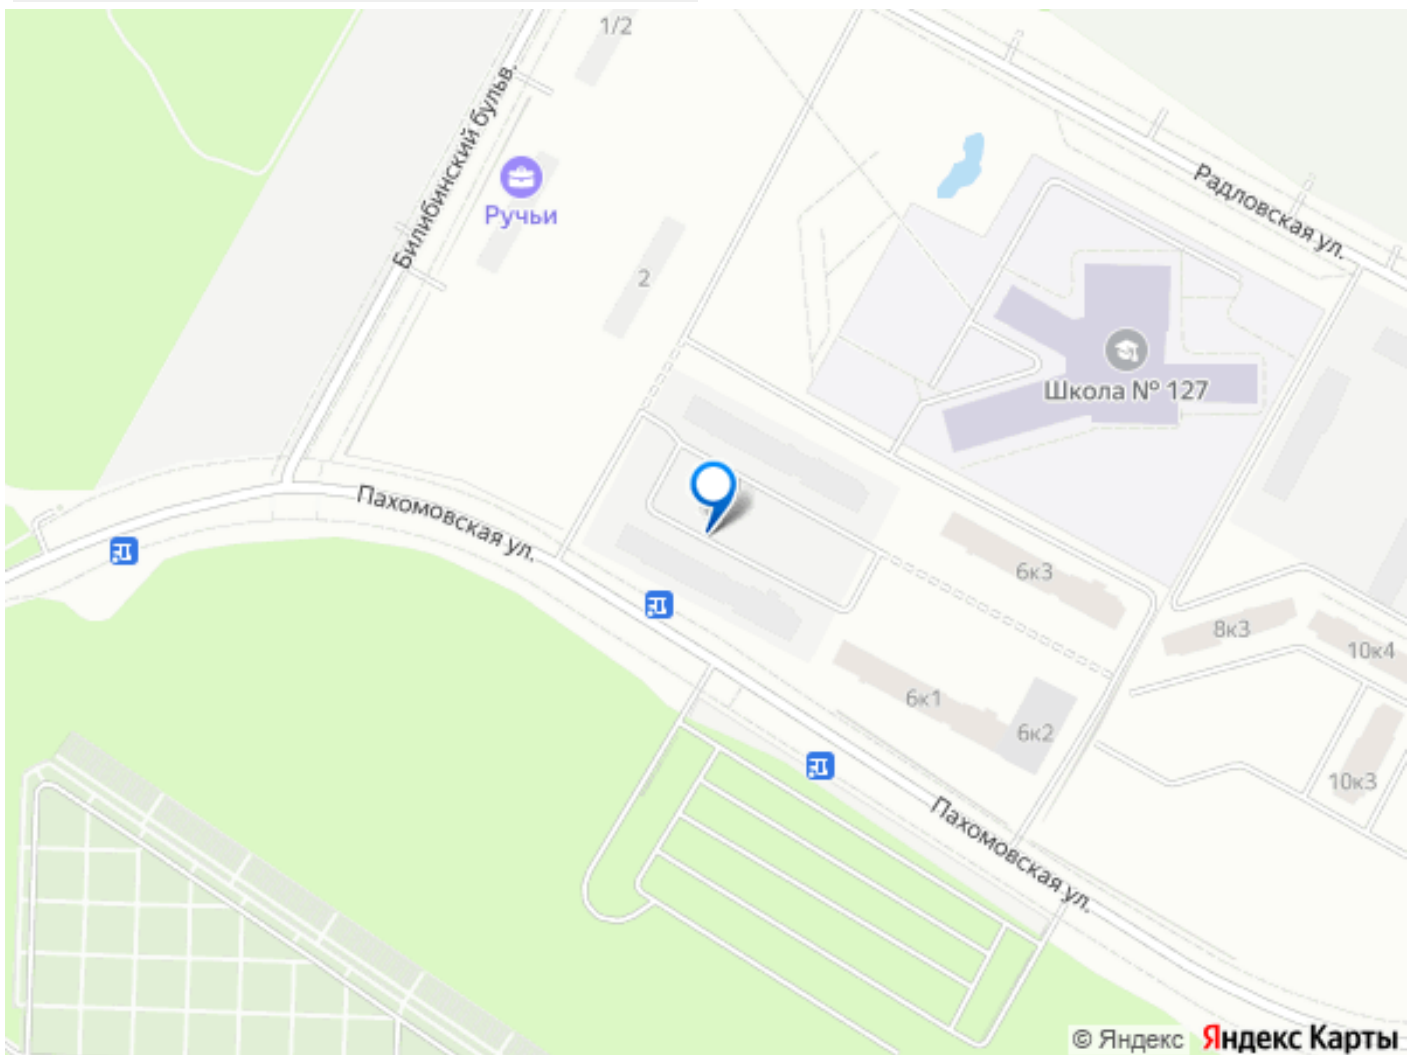 1/2
Билибинский бульв.
Ручьи
2
Радловская ул.
Школа № 127
Пахомовская ул.
6к3
8к3
10к4
6к1
6к2
10к3
Пахомовская ул.
© Яндекс Яндекс Карты